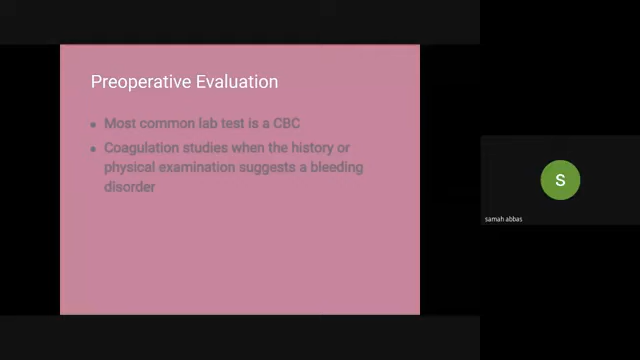 Preoperative Evaluation
• Most common lab test is a CBC
• Coagulation studies when the history or
physical examination suggests a bleeding
disorder
S
samah abbas